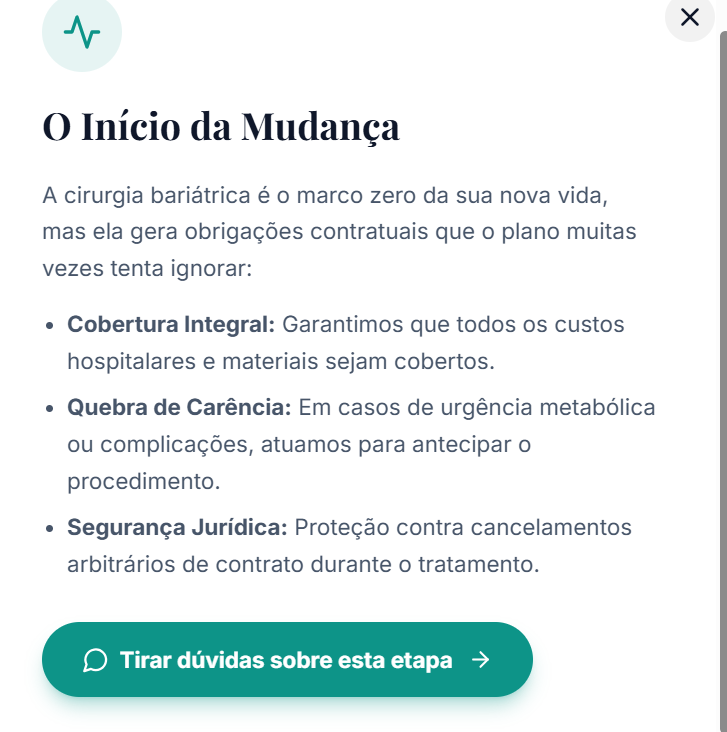 O Início da Mudança
A cirurgia bariátrica é o marco zero da sua nova vida,
mas ela gera obrigações contratuais que o plano muitas
vezes tenta ignorar:
• Cobertura Integral: Garantimos que todos os custos
hospitalares e materiais sejam cobertos.
• Quebra de Carência: Em casos de urgência metabólica
ou complicações, atuamos para antecipar o
procedimento.
• Segurança Jurídica: Proteção contra cancelamentos
arbitrários de contrato durante o tratamento.
Tirar dúvidas sobre esta etapa →